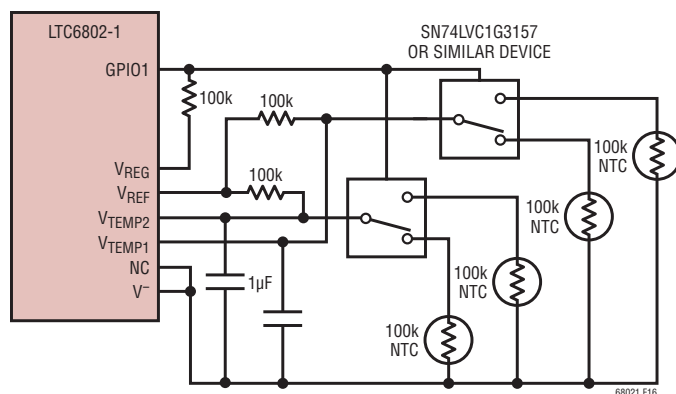 LTC6802-1
SN74LVC1G3157
OR SIMILAR DEVICE
GPIO1
100k
100k
100k
NTC
VREG
100k
VREF
VTEMP2
VTEMP1
100k
NTC
NC
1µF
100k
NTC
V–
100k
NTC
68021 F16